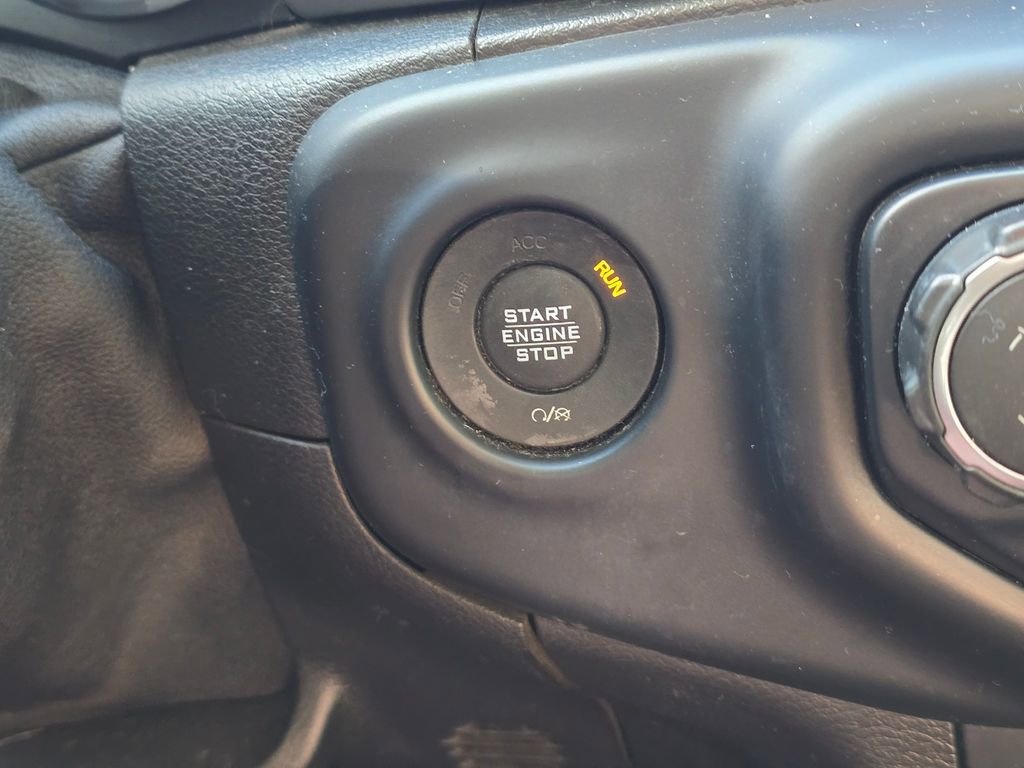 OFF
ACC
RUN
START
ENGINE
STOP